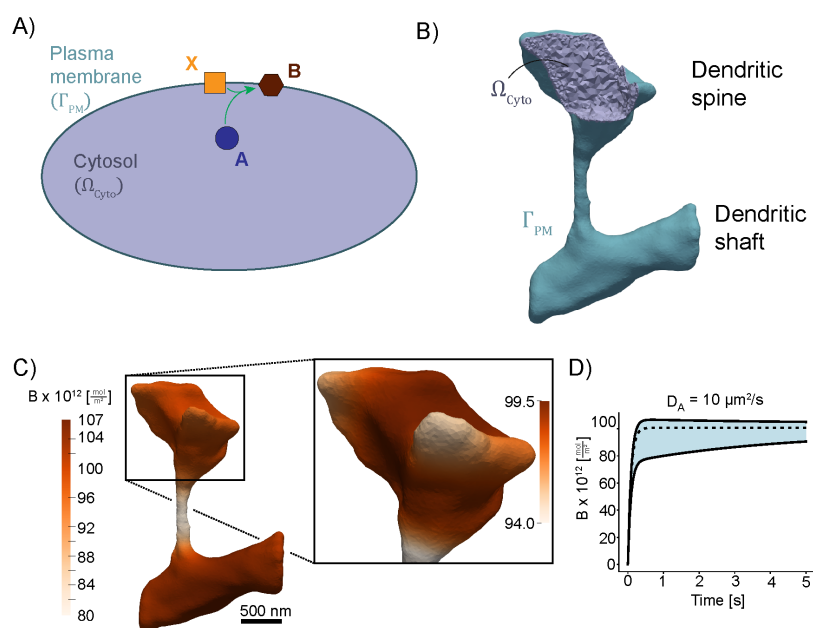 A)
Plasma
membrane
(Γ_PM)
X
B
A
Cytosol
(Ω_Cyto)
B)
Ω_Cyto
Dendritic
spine
Γ_PM
Dendritic
shaft
C)
B x 10^12 [mol/m²]
107
104
100
96
92
88
84
80
500 nm
99.5
94.0
D)
D_A = 10 μm²/s
B x 10^12 [mol/m²]
100
80
60
40
20
0
0 1 2 3 4 5
Time [s]